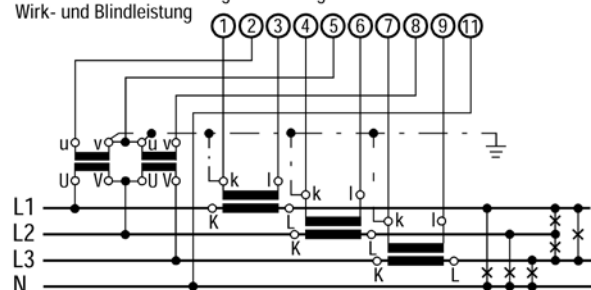 Wirk- und Blindleistung
1 2 3 4 5 6 7 8 9 11
u v u v
U V U V
k l k l k l
L1 K L
L2 K L
L3 K L
N